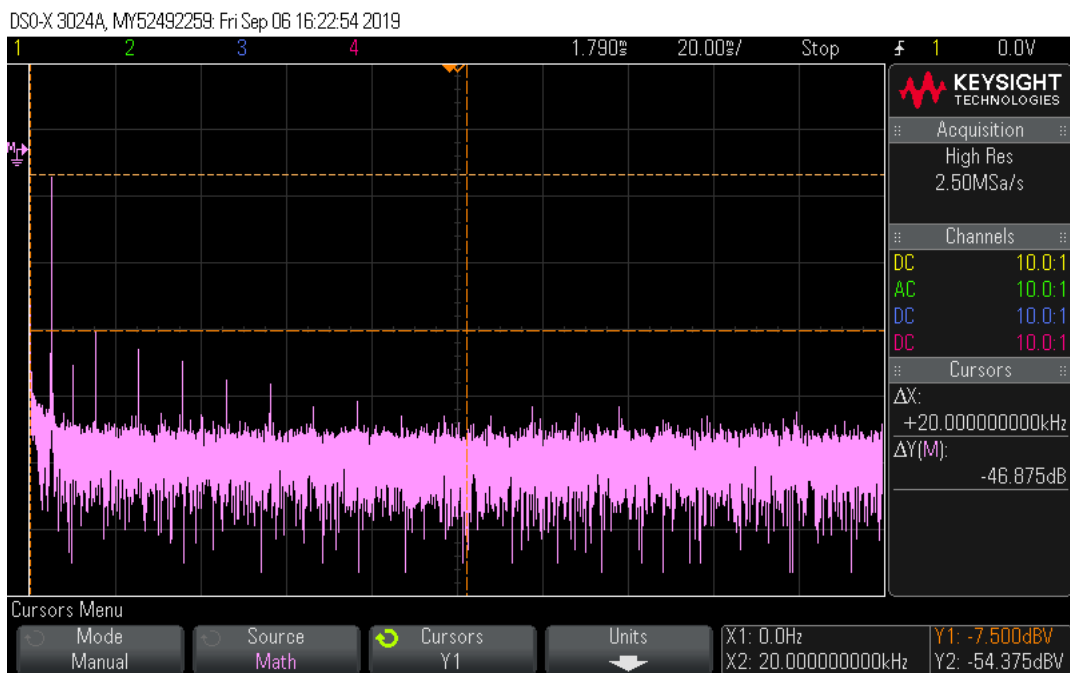 DSO-X 3024A, MY52492259: Fri Sep 06 16:22:54 2019
1 2 3 4 1.790ms 20.00ms/ Stop 1 0.0V
KEYSIGHT
TECHNOLOGIES
Acquisition
High Res
2.50MSa/s
Channels
DC 10.0:1
AC 10.0:1
DC 10.0:1
DC 10.0:1
Cursors
ΔX:
+20.000000000kHz
ΔY(M):
-46.875dB
M
Cursors Menu
Mode
Manual
Source
Math
Cursors
Y1
Units
X1: 0.0Hz
X2: 20.000000000kHz
Y1: -7.500dBV
Y2: -54.375dBV